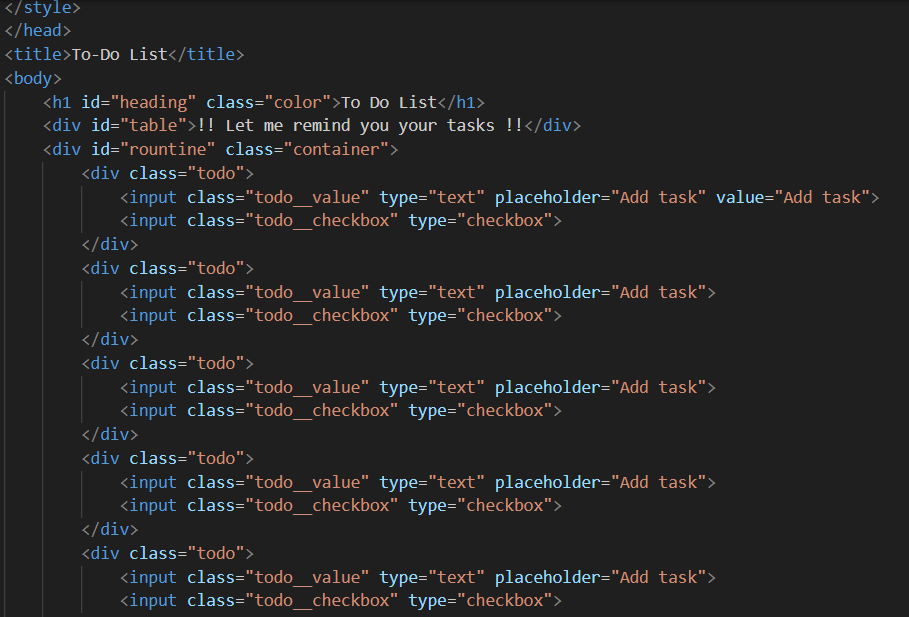 </style>
</head>
<title>To-Do List</title>
<body>
<h1 id="heading" class="color">To Do List</h1>
<div id="table">!! Let me remind you your tasks !!</div>
<div id="rountine" class="container">
<div class="todo">
<input class="todo__value" type="text" placeholder="Add task" value="Add task">
<input class="todo__checkbox" type="checkbox">
</div>
<div class="todo">
<input class="todo__value" type="text" placeholder="Add task">
<input class="todo__checkbox" type="checkbox">
</div>
<div class="todo">
<input class="todo__value" type="text" placeholder="Add task">
<input class="todo__checkbox" type="checkbox">
</div>
<div class="todo">
<input class="todo__value" type="text" placeholder="Add task">
<input class="todo__checkbox" type="checkbox">
</div>
<div class="todo">
<input class="todo__value" type="text" placeholder="Add task">
<input class="todo__checkbox" type="checkbox">